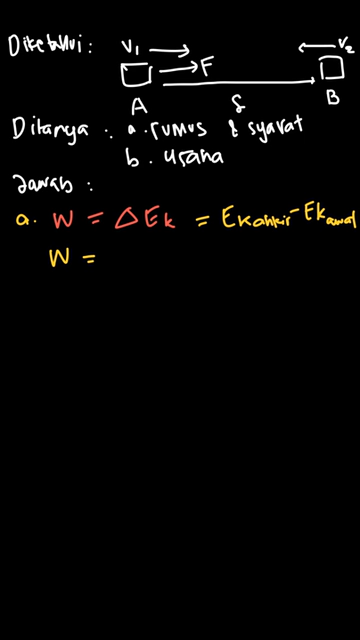 Diketahui: V1 V2
F
A S B
Ditanya: a. rumus & syarat
b. usaha
Jawab:
a. W = ΔEk = Ekakhir - Ekawal
W =